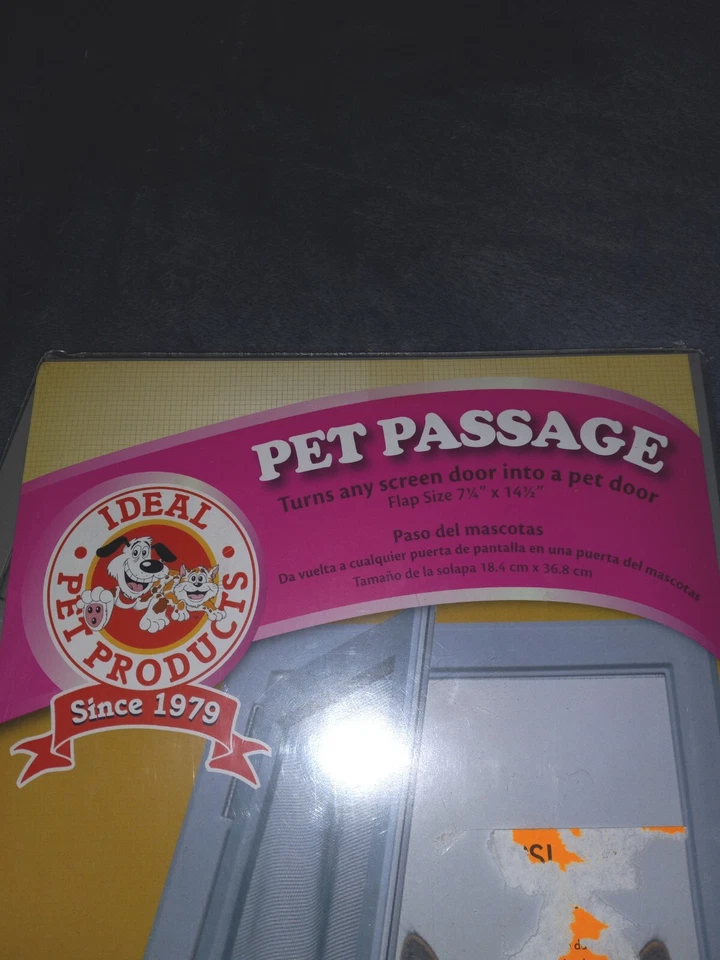 PET PASSAGE
Turns any screen door into a pet door
Flap Size 7¼" x 14½"
Paso del mascotas
Da vuelta a cualquier puerta de pantalla en una puerta del mascotas
Tamaño de la solapa 18.4 cm x 36.8 cm
IDEAL
PET PRODUCTS
Since 1979